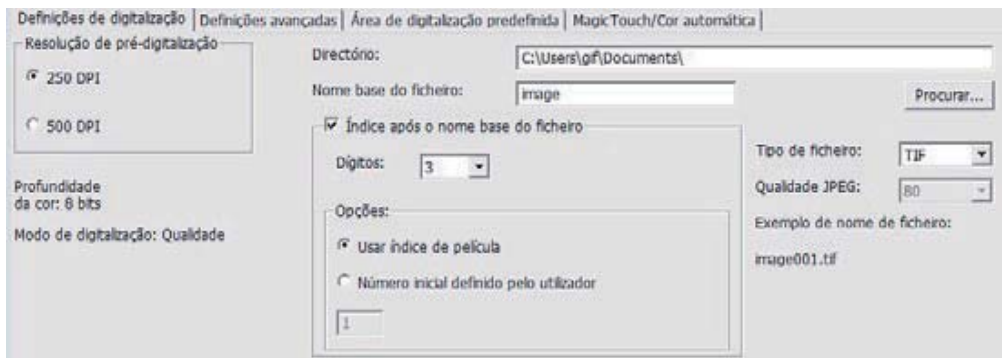 Definições de digitalização Definições avançadas Área de digitalização predefinida MagicTouch/Cor automática
Resolução de pré-digitalização
250 DPI
500 DPI
Profundidade
da cor: 8 bits
Modo de digitalização: Qualidade
Directório: C:\Users\gif\Documents\
Nome base do ficheiro: image
Procurar...
Índice após o nome base do ficheiro
Dígitos: 3
Opções:
Usar índice de película
Número inicial definido pelo utilizador
1
Tipo de ficheiro: TIF
Qualidade JPEG: 80
Exemplo de nome de ficheiro:
image001.tif